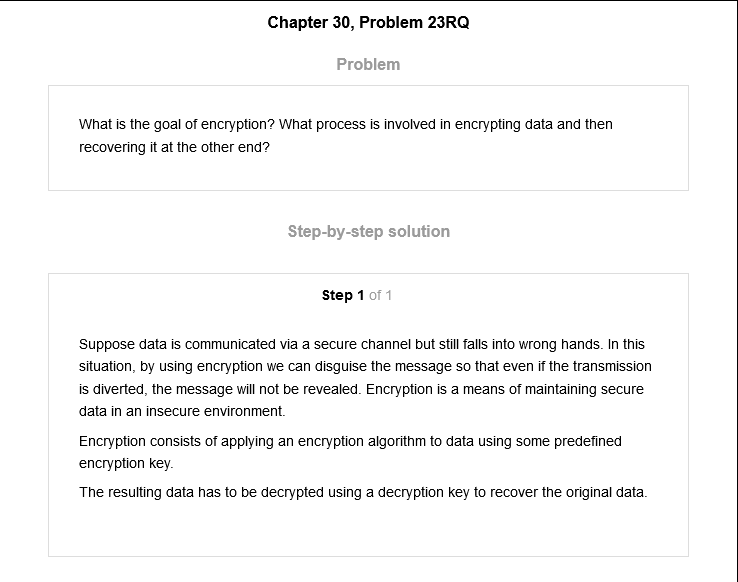 Chapter 30, Problem 23RQ
Problem
What is the goal of encryption? What process is involved in encrypting data and then
recovering it at the other end?
Step-by-step solution
Step 1 of 1
Suppose data is communicated via a secure channel but still falls into wrong hands. In this
situation, by using encryption we can disguise the message so that even if the transmission
is diverted, the message will not be revealed. Encryption is a means of maintaining secure
data in an insecure environment.
Encryption consists of applying an encryption algorithm to data using some predefined
encryption key.
The resulting data has to be decrypted using a decryption key to recover the original data.